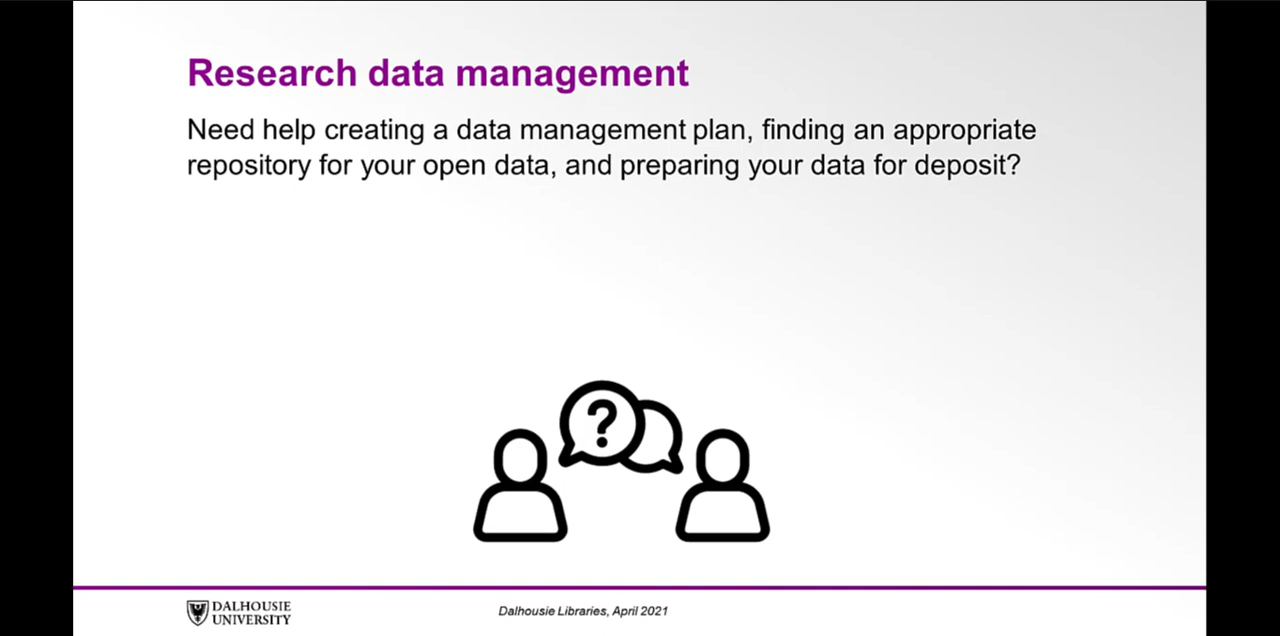 Research data management
Need help creating a data management plan, finding an appropriate
repository for your open data, and preparing your data for deposit?
?
DALHOUSIE
UNIVERSITY
Dalhousie Libraries, April 2021